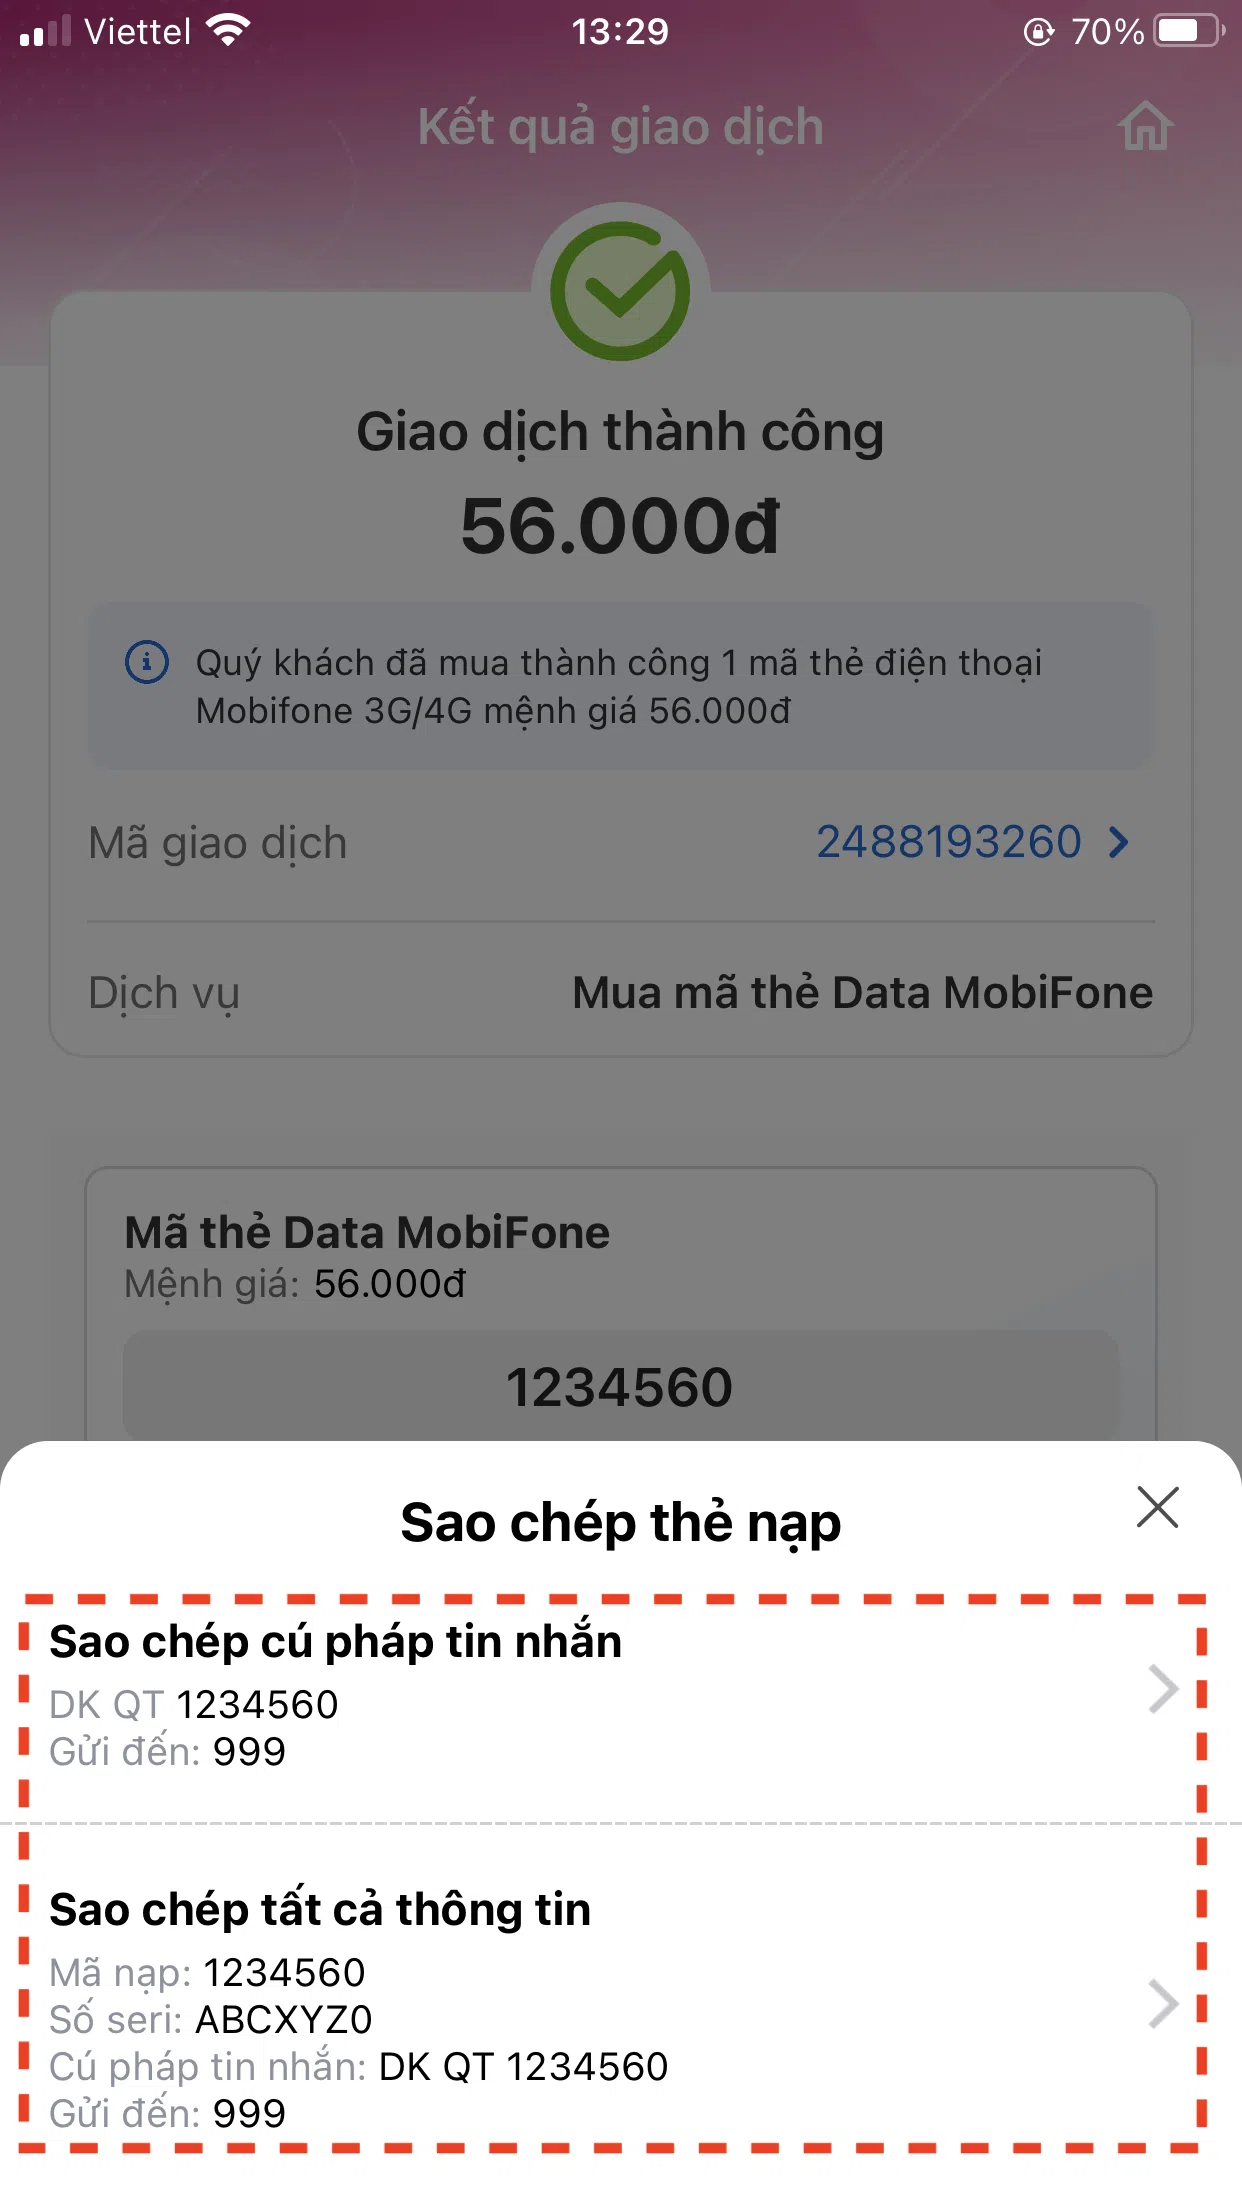 Viettel 13:29 70%
Kết quả giao dịch
Giao dịch thành công
56.000đ
Quý khách đã mua thành công 1 mã thẻ điện thoại
Mobifone 3G/4G mệnh giá 56.000đ
Mã giao dịch 2488193260
Dịch vụ Mua mã thẻ Data MobiFone
Mã thẻ Data MobiFone
Mệnh giá: 56.000đ
1234560
Sao chép thẻ nạp
Sao chép cú pháp tin nhắn
DK QT 1234560
Gửi đến: 999
Sao chép tất cả thông tin
Mã nạp: 1234560
Số seri: ABCXYZ0
Cú pháp tin nhắn: DK QT 1234560
Gửi đến: 999